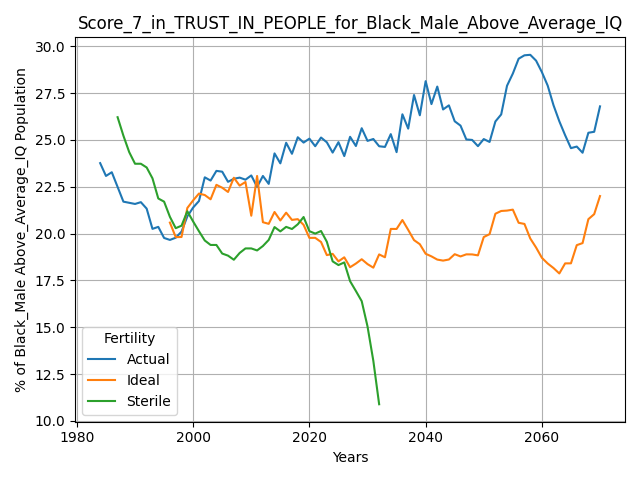 Score_7_in_TRUST_IN_PEOPLE_for_Black_Male_Above_Average_IQ
% of Black_Male Above_Average_IQ Population
30.0
27.5
25.0
22.5
20.0
17.5
15.0
12.5
10.0
Fertility
Actual
Ideal
Sterile
1980 2000 2020 2040 2060
Years